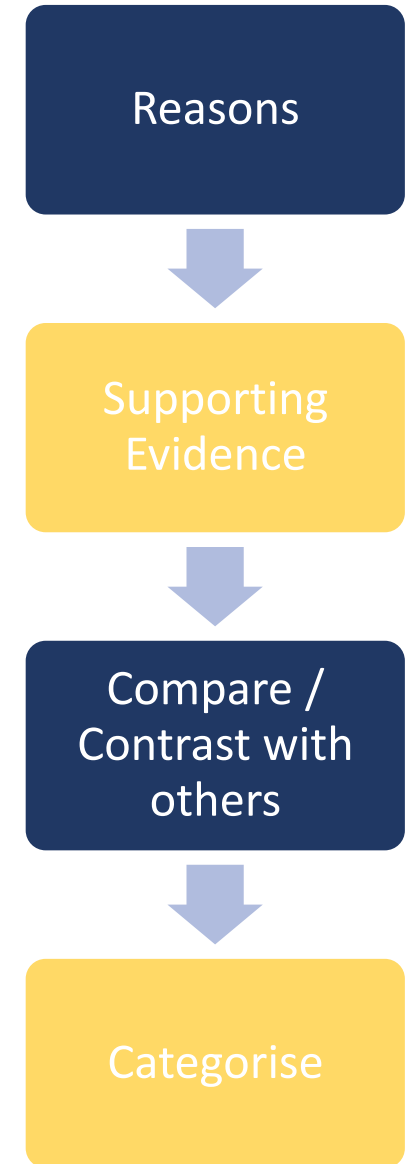 Reasons
Supporting
Evidence
Compare /
Contrast with
others
Categorise